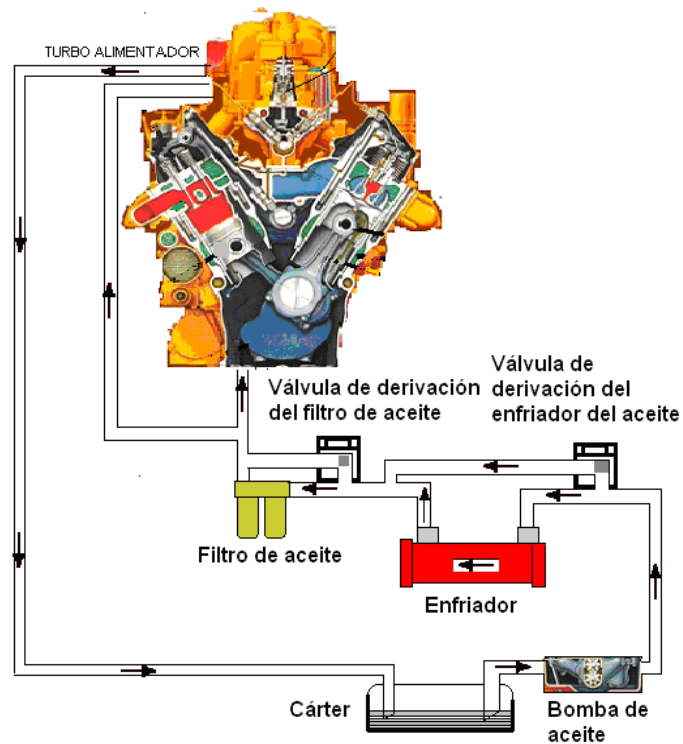 TURBO ALIMENTADOR
Válvula de derivación
del filtro de aceite
Válvula de
derivación del
enfriador del aceite
Filtro de aceite
Enfriador
Cárter
Bomba de
aceite